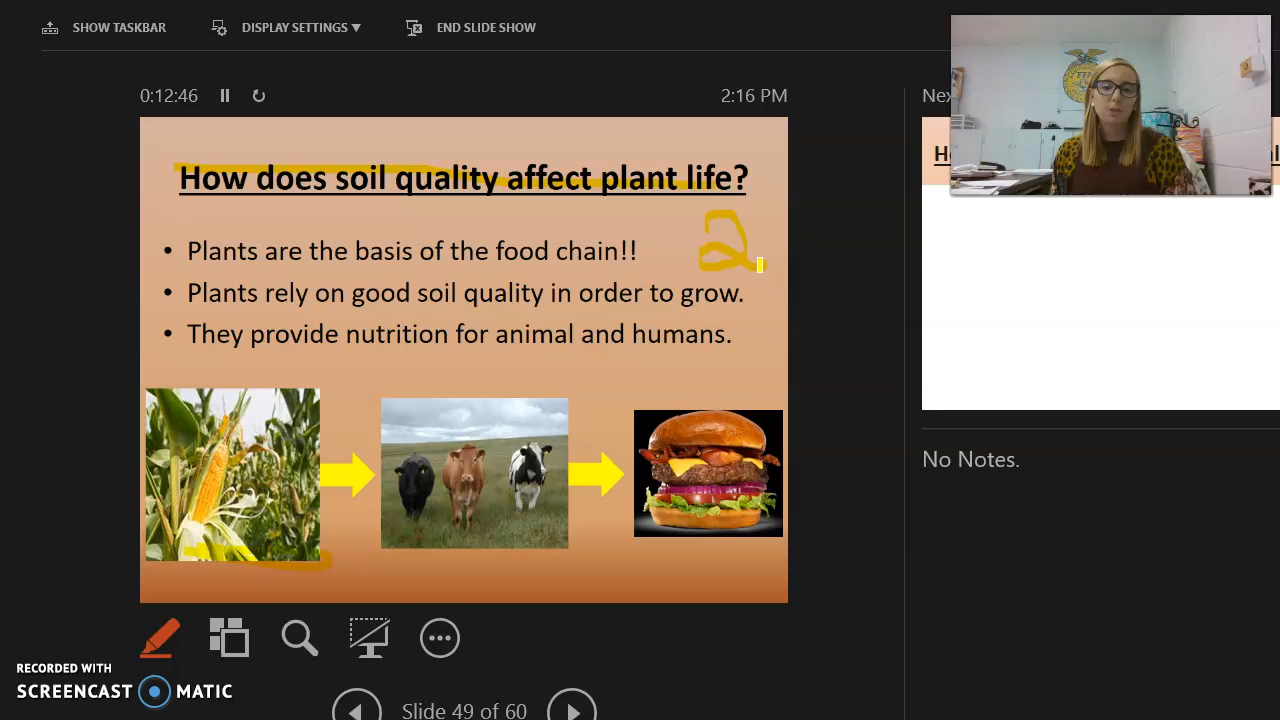 SHOW TASKBAR DISPLAY SETTINGS ▼ END SLIDE SHOW
0:12:46 2:16 PM
How does soil quality affect plant life?
2
• Plants are the basis of the food chain!!
• Plants rely on good soil quality in order to grow.
• They provide nutrition for animal and humans.
No Notes.
RECORDED WITH
SCREENCAST MATIC
Slide 49 of 60